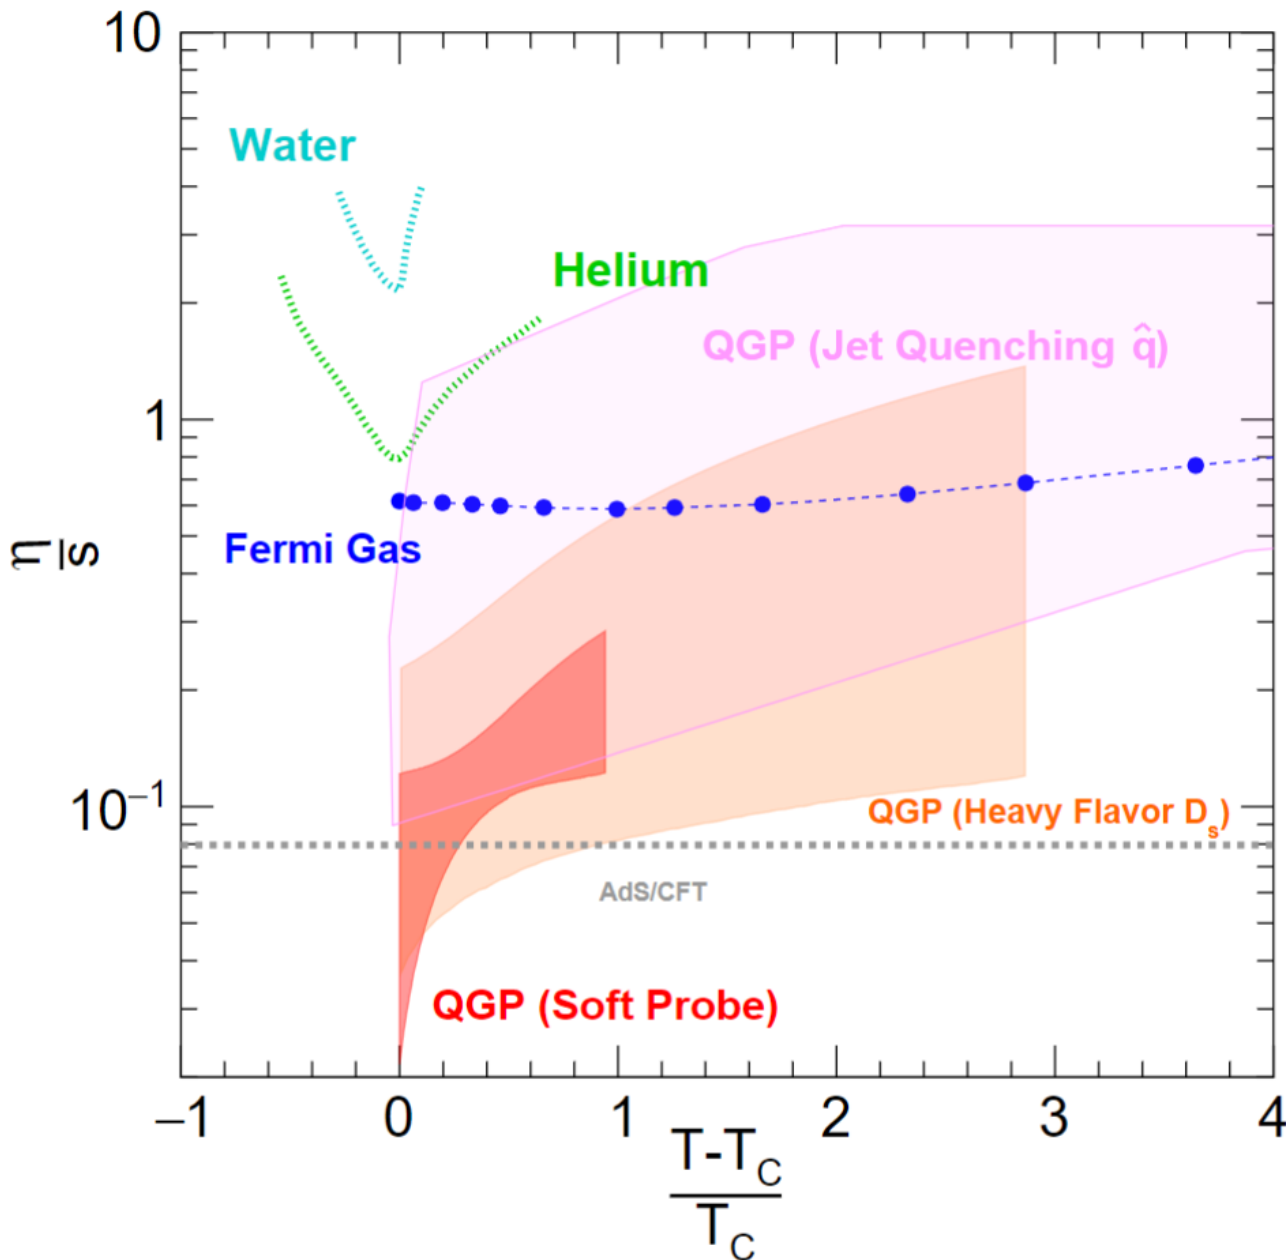 10
Water
Helium
QGP (Jet Quenching q̂)
1
Fermi Gas
η
s
10⁻¹
QGP (Heavy Flavor Dₛ)
AdS/CFT
QGP (Soft Probe)
–1 0 1 2 3 4
T-T_C
T_C